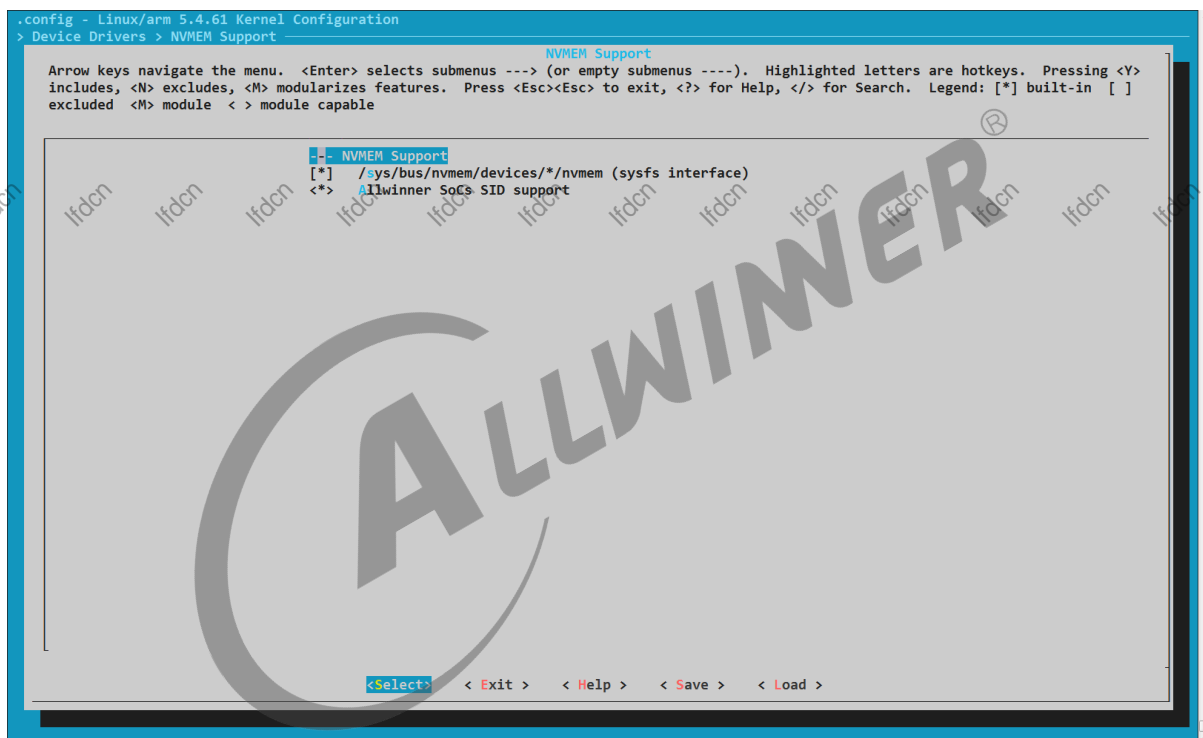 .config - Linux/arm 5.4.61 Kernel Configuration
> Device Drivers > NVMEM Support
NVMEM Support
Arrow keys navigate the menu. <Enter> selects submenus ---> (or empty submenus ----). Highlighted letters are hotkeys. Pressing <Y>
includes, <N> excludes, <M> modularizes features. Press <Esc><Esc> to exit, <?> for Help, </> for Search. Legend: [*] built-in [ ]
excluded <M> module < > module capable
--- NVMEM Support
[*] /sys/bus/nvmem/devices/*/nvmem (sysfs interface)
<*> Allwinner SoCs SID support
lfdcn lfdcn lfdcn lfdcn lfdcn lfdcn lfdcn lfdcn lfdcn lfdcn lfdcn lfdcn
ALLWINNER®
<Select> < Exit > < Help > < Save > < Load >